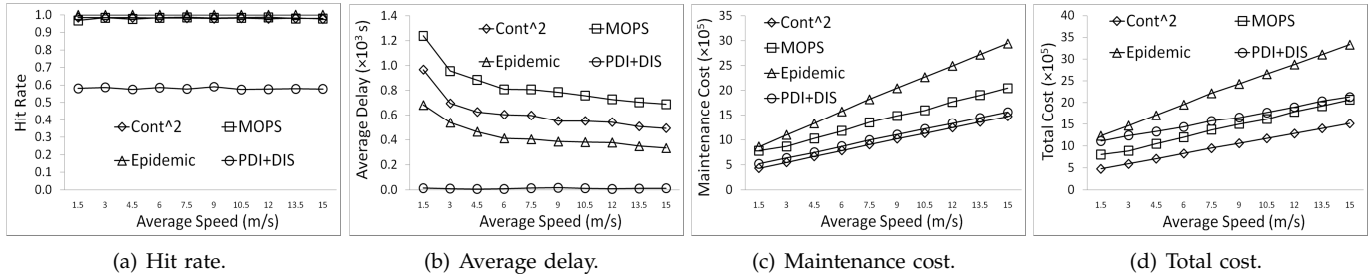 1.0
0.9
0.8
0.7
0.6
0.5
0.4
0.3
0.2
0.1
0.0
Hit Rate
Cont^2 MOPS
Epidemic PDI+DIS
1.5 3 4.5 6 7.5 9 10.5 12 13.5 15
Average Speed (m/s)
(a) Hit rate.
1.4
1.2
1.0
0.8
0.6
0.4
0.2
0.0
Average Delay (×10³ s)
Cont^2 MOPS
Epidemic PDI+DIS
1.5 3 4.5 6 7.5 9 10.5 12 13.5 15
Average Speed (m/s)
(b) Average delay.
35
30
25
20
15
10
5
0
Maintenance Cost (×10⁵)
Cont^2
MOPS
Epidemic
PDI+DIS
1.5 3 4.5 6 7.5 9 10.5 12 13.5 15
Average Speed (m/s)
(c) Maintenance cost.
40
35
30
25
20
15
10
5
0
Total Cost (×10⁵)
Cont^2 MOPS
Epidemic PDI+DIS
1.5 3 4.5 6 7.5 9 10.5 12 13.5 15
Average Speed (m/s)
(d) Total cost.